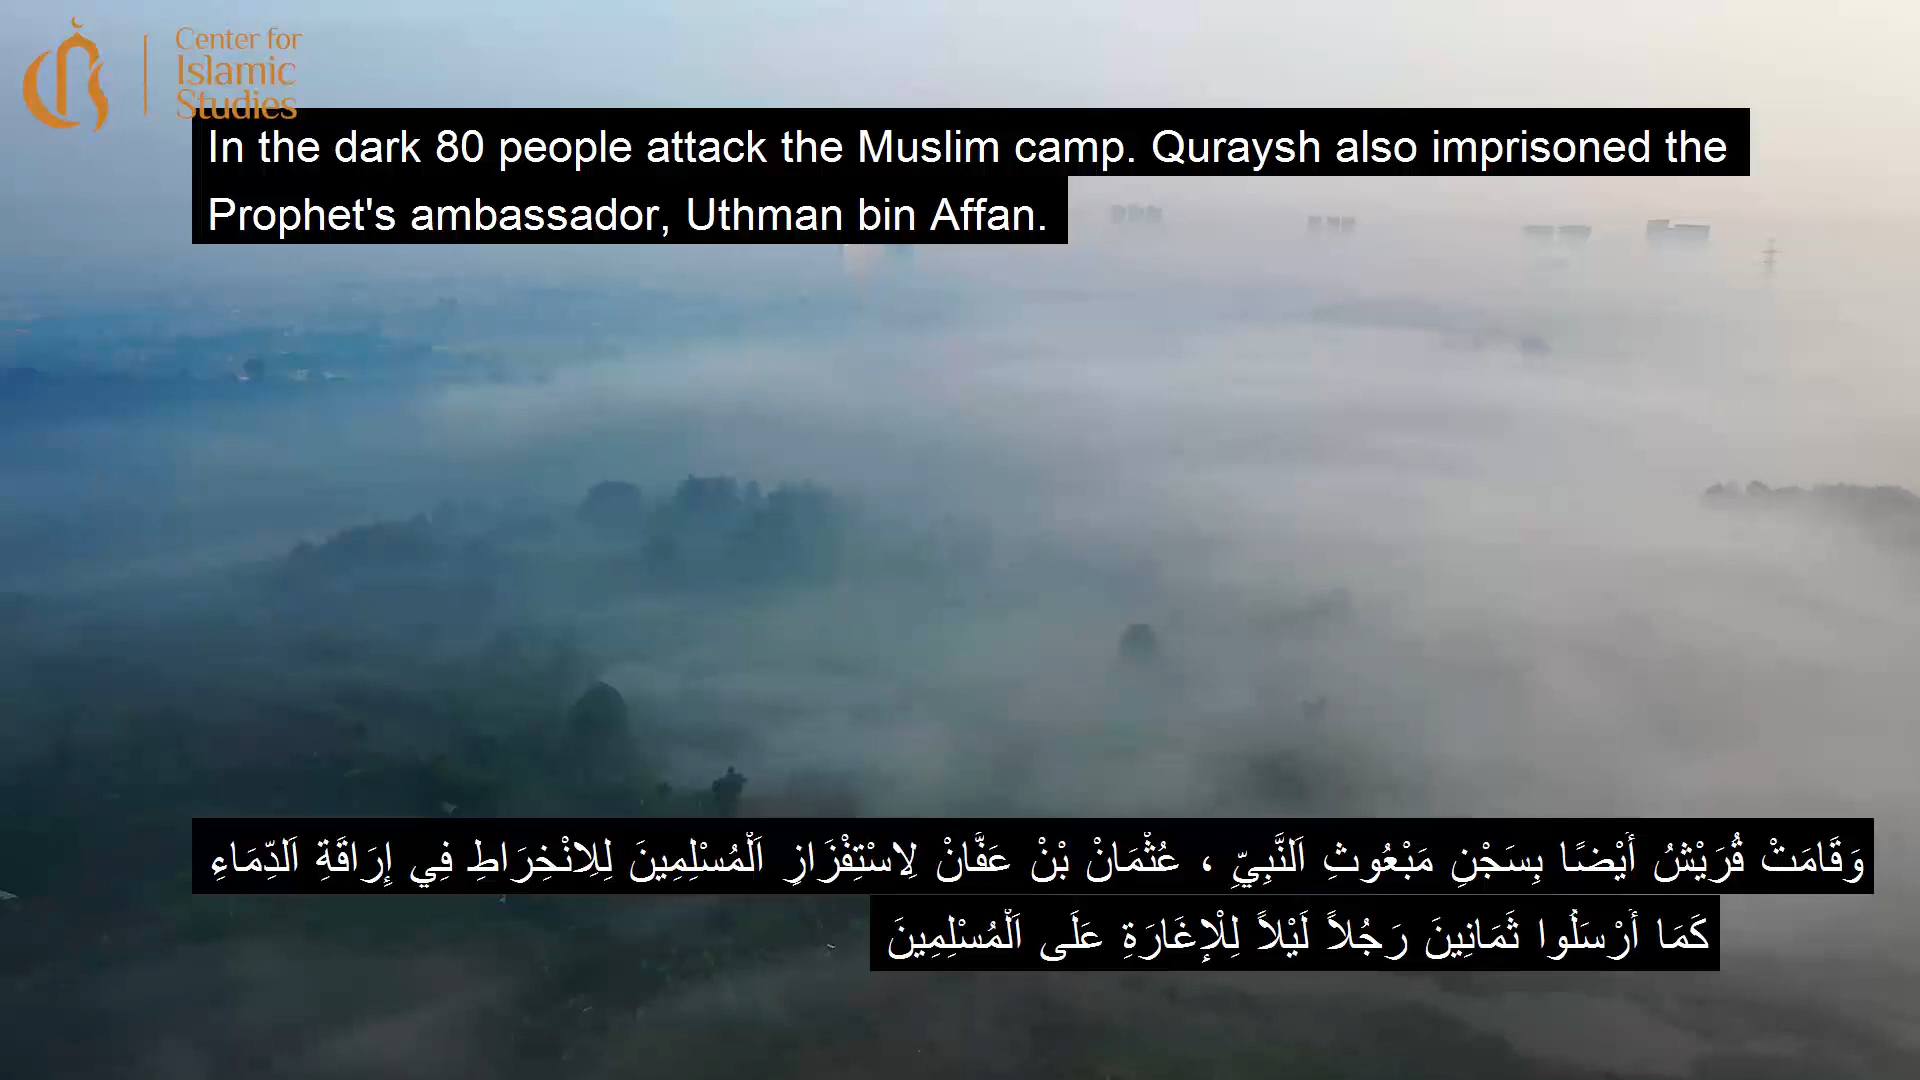 Center for
Islamic
Studies
In the dark 80 people attack the Muslim camp. Quraysh also imprisoned the
Prophet's ambassador, Uthman bin Affan.
وَقَامَتْ قُرَيْشُ أَيْضًا بِسَجْنِ مَبْعُوثِ اَلنَّبِيِّ ، عُثْمَانْ بْنْ عَفَّانْ لِاسْتِفْزَازِ اَلْمُسْلِمِينَ لِلِانْخِرَاطِ فِي إِرَاقَةِ اَلدِّمَاءِ
كَمَا أَرْسَلُوا ثَمَانِينَ رَجُلاً لَيْلاً لِلْإِغَارَةِ عَلَى اَلْمُسْلِمِينَ